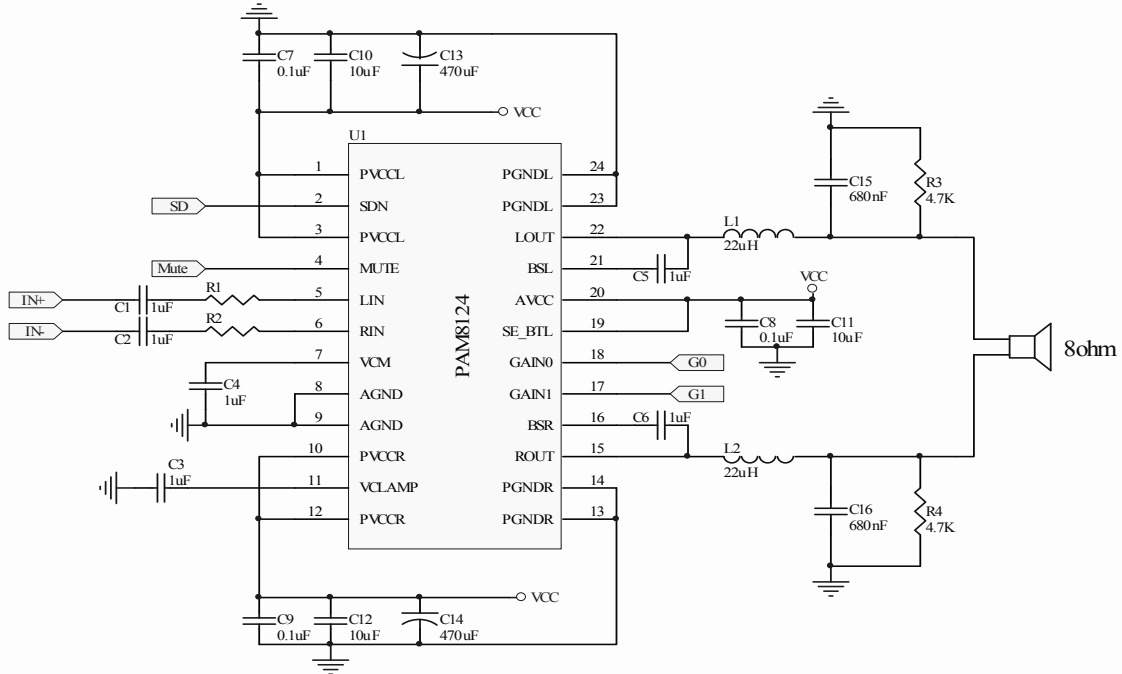 C7
0.1uF
C10
10uF
C13
470uF
VCC
U1
PAM8124
1
PVCCL
2
SDN
3
PVCCL
4
MUTE
5
LIN
6
RIN
7
VCM
8
AGND
9
AGND
10
PVCCR
11
VCLAMP
12
PVCCR
24
PGNDL
23
PGNDL
22
LOUT
21
BSL
20
AVCC
19
SE_BTL
18
GAIN0
17
GAIN1
16
BSR
15
ROUT
14
PGNDR
13
PGNDR
SD
Mute
IN+
IN-
C1
1uF
R1
C2
1uF
R2
C4
1uF
C3
1uF
C15
680nF
R3
4.7K
L1
22uH
C5
1uF
VCC
C8
0.1uF
C11
10uF
G0
G1
8ohm
C6
1uF
L2
22uH
C16
680nF
R4
4.7K
VCC
C9
0.1uF
C12
10uF
C14
470uF